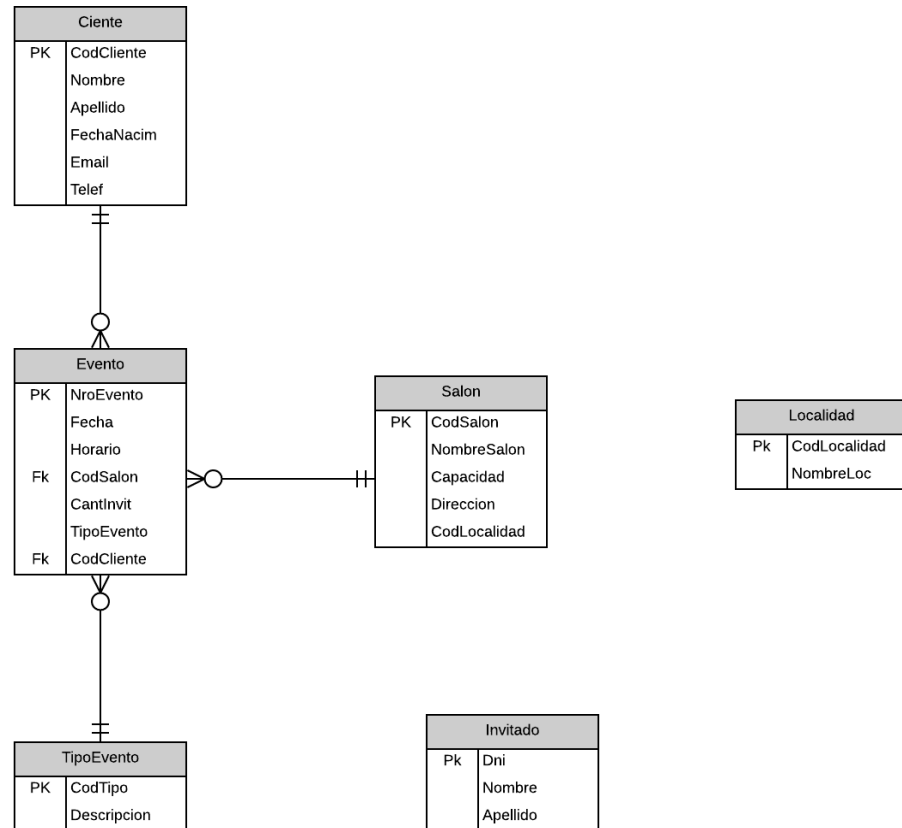 Ciente
PK CodCliente
Nombre
Apellido
FechaNacim
Email
Telef
Evento
PK NroEvento
Fecha
Horario
Fk CodSalon
CantInvit
TipoEvento
Fk CodCliente
Salon
PK CodSalon
NombreSalon
Capacidad
Direccion
CodLocalidad
Localidad
Pk CodLocalidad
NombreLoc
TipoEvento
PK CodTipo
Descripcion
Invitado
Pk Dni
Nombre
Apellido